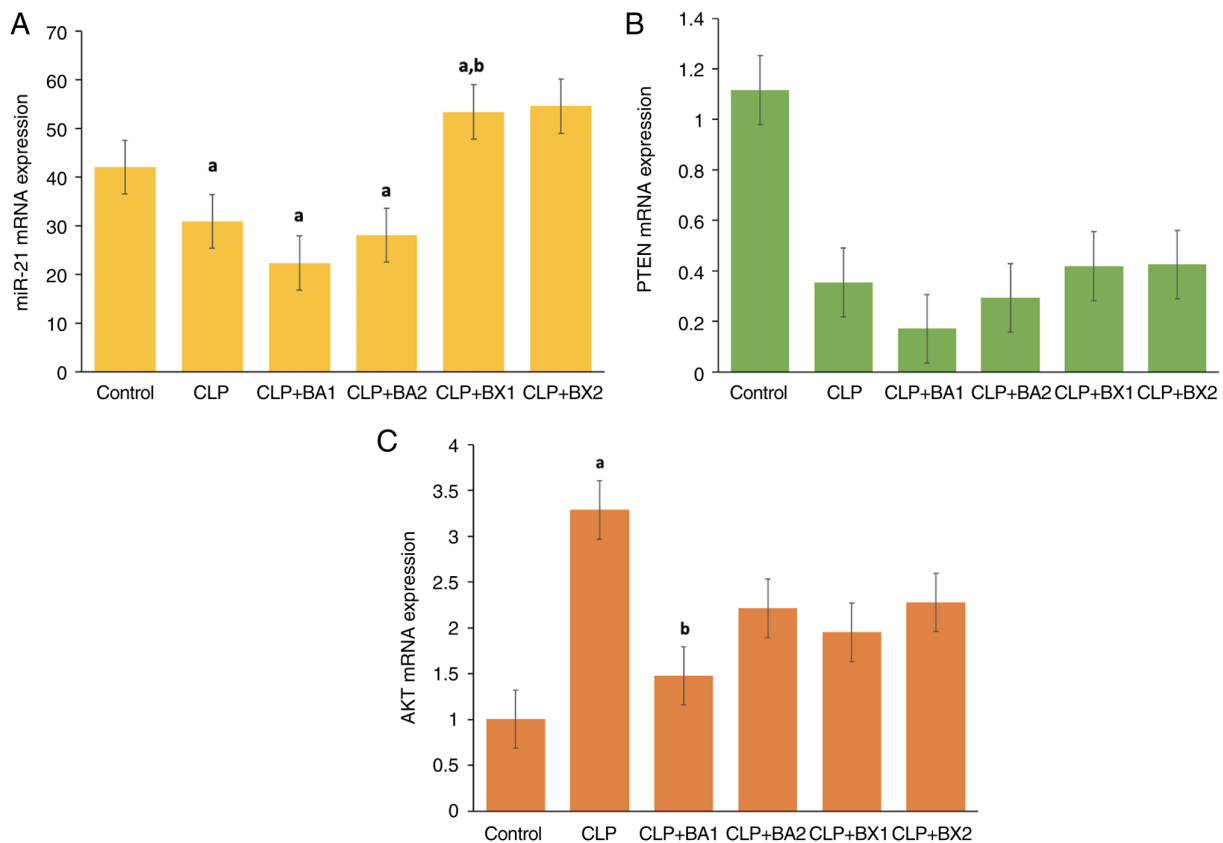 A
miR-21 mRNA expression
70
60
50
40
30
20
10
0
a
a
a
a,b
Control CLP CLP+BA1 CLP+BA2 CLP+BX1 CLP+BX2
B
PTEN mRNA expression
1.4
1.2
1
0.8
0.6
0.4
0.2
0
Control CLP CLP+BA1 CLP+BA2 CLP+BX1 CLP+BX2
C
AKT mRNA expression
4
3.5
3
2.5
2
1.5
1
0.5
0
a
b
Control CLP CLP+BA1 CLP+BA2 CLP+BX1 CLP+BX2